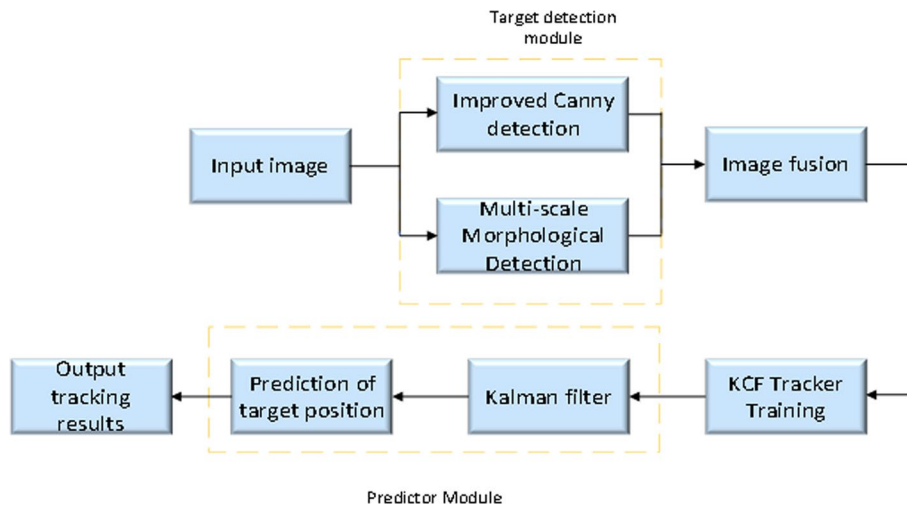 Target detection
module
Improved Canny
detection
Input image
Image fusion
Multi-scale
Morphological
Detection
Output
tracking
results
Prediction of
target position
Kalman filter
KCF Tracker
Training
Predictor Module